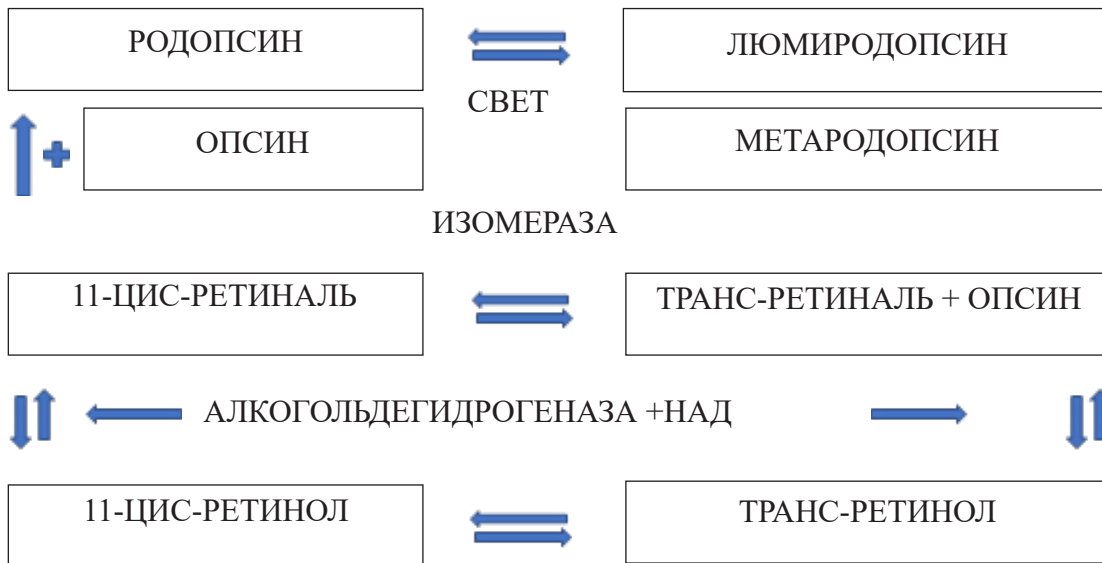 РОДОПСИН
ЛЮМИРОДОПСИН
СВЕТ
ОПСИН
МЕТАРОДОПСИН
ИЗОМЕРАЗА
11-ЦИС-РЕТИНАЛЬ
ТРАНС-РЕТИНАЛЬ + ОПСИН
АЛКОГОЛЬДЕГИДРОГЕНАЗА +НАД
11-ЦИС-РЕТИНОЛ
ТРАНС-РЕТИНОЛ